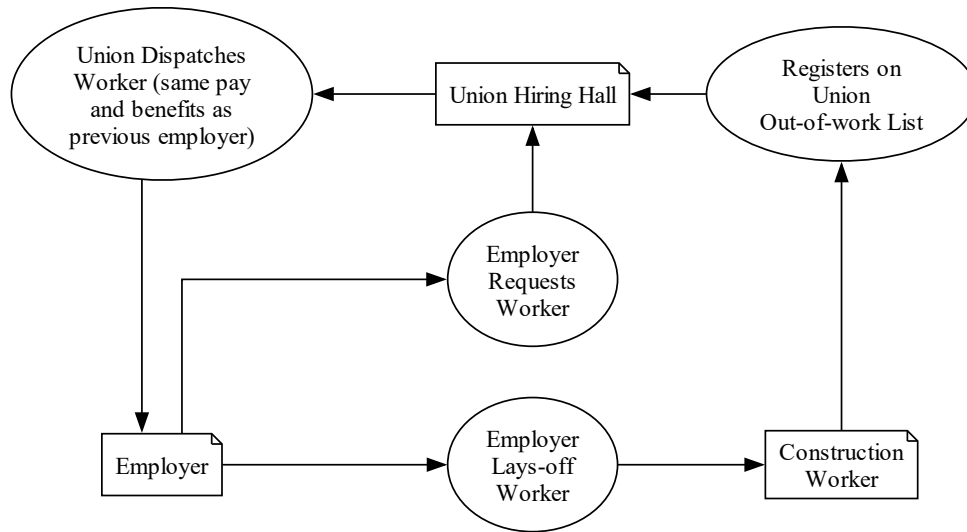 Union Dispatches
Worker (same pay
and benefits as
previous employer)
Union Hiring Hall
Registers on
Union
Out-of-work List
Employer
Requests
Worker
Employer
Employer
Lays-off
Worker
Construction
Worker